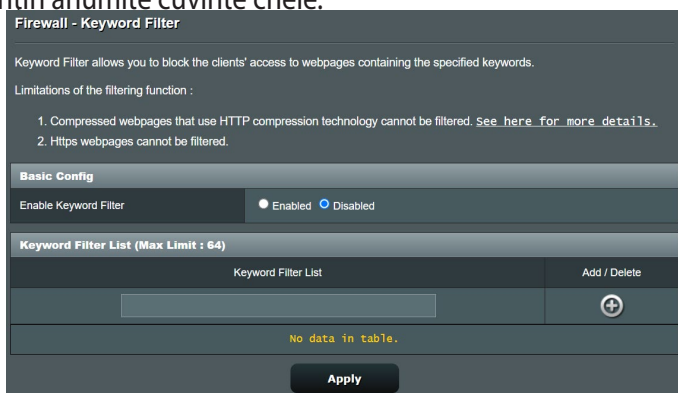 anumite cuvinte cheie.
Firewall - Keyword Filter
Keyword Filter allows you to block the clients' access to webpages containing the specified keywords.
Limitations of the filtering function :
1. Compressed webpages that use HTTP compression technology cannot be filtered. See here for more details.
2. Https webpages cannot be filtered.
Basic Config
Enable Keyword Filter Enabled Disabled
Keyword Filter List (Max Limit : 64)
Keyword Filter List Add / Delete
No data in table.
Apply